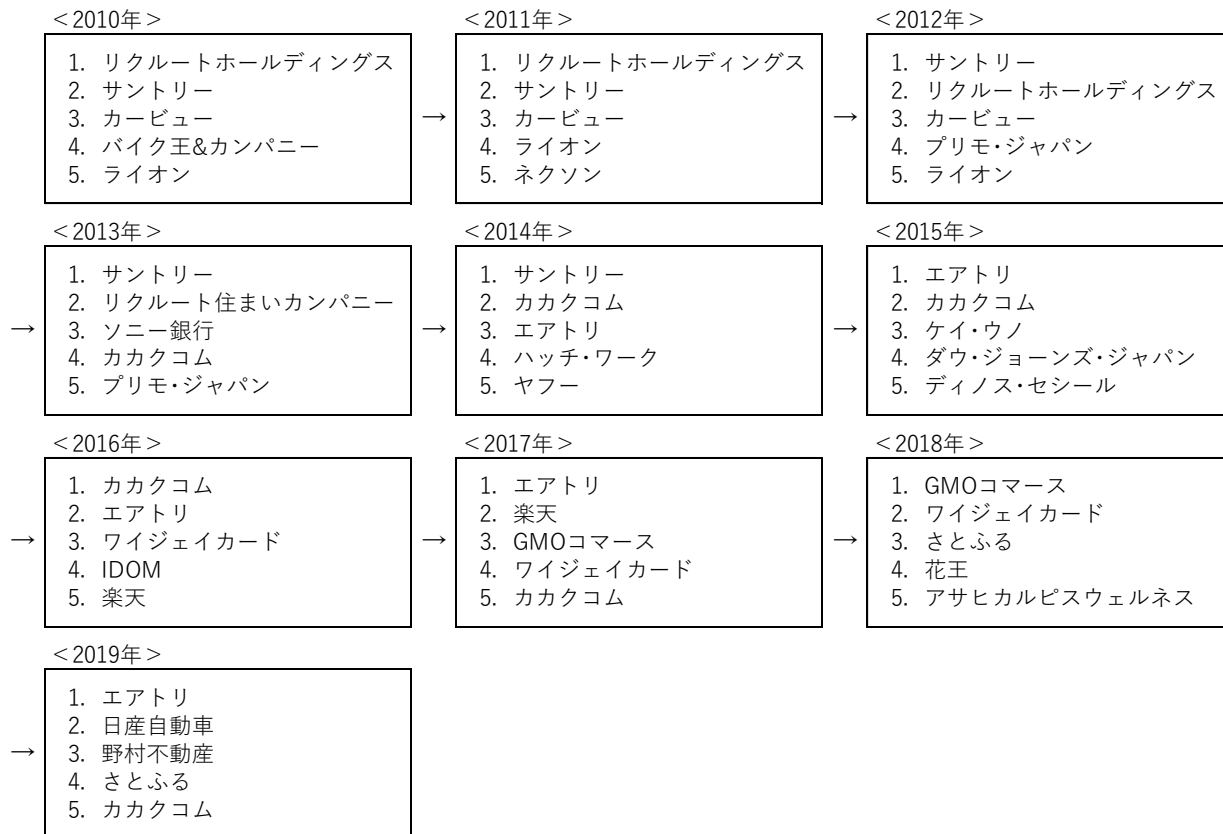 ＜2010年＞
1. リクルートホールディングス
2. サントリー
3. カービュー
4. バイク王&カンパニー
5. ライオン
→
＜2011年＞
1. リクルートホールディングス
2. サントリー
3. カービュー
4. ライオン
5. ネクソン
→
＜2012年＞
1. サントリー
2. リクルートホールディングス
3. カービュー
4. プリモ・ジャパン
5. ライオン
→
＜2013年＞
1. サントリー
2. リクルート住まいカンパニー
3. ソニー銀行
4. カカクコム
5. プリモ・ジャパン
→
＜2014年＞
1. サントリー
2. カカクコム
3. エアトリ
4. ハッチ・ワーク
5. ヤフー
→
＜2015年＞
1. エアトリ
2. カカクコム
3. ケイ・ウノ
4. ダウ・ジョーンズ・ジャパン
5. ディノス・セシール
→
＜2016年＞
1. カカクコム
2. エアトリ
3. ワイジェイカード
4. IDOM
5. 楽天
→
＜2017年＞
1. エアトリ
2. 楽天
3. GMOコマース
4. ワイジェイカード
5. カカクコム
→
＜2018年＞
1. GMOコマース
2. ワイジェイカード
3. さとふる
4. 花王
5. アサヒカルピスウェルネス
→
＜2019年＞
1. エアトリ
2. 日産自動車
3. 野村不動産
4. さとふる
5. カカクコム